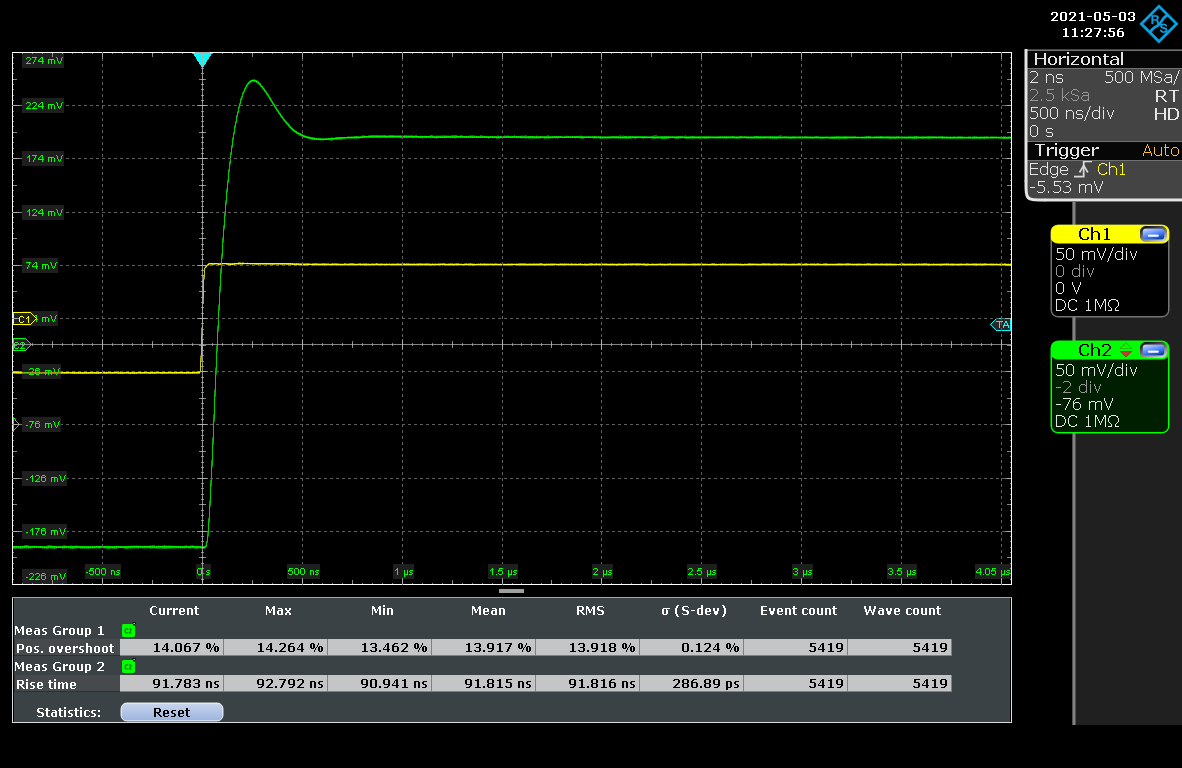 2021-05-03
11:27:56
R&S
Horizontal
2 ns 500 MSa/
2.5 kSa RT
500 ns/div HD
0 s
Trigger Auto
Edge Ch1
-5.53 mV
Ch1
50 mV/div
0 div
0 V
DC 1MΩ
Ch2
50 mV/div
-2 div
-76 mV
DC 1MΩ
274 mV
224 mV
174 mV
124 mV
74 mV
C1 mV
TA
C2
-26 mV
-76 mV
-126 mV
-176 mV
-226 mV
-500 ns 0 s 500 ns 1 µs 1.5 µs 2 µs 2.5 µs 3 µs 3.5 µs 4.05 µs
Current Max Min Mean RMS σ (S-dev) Event count Wave count
Meas Group 1 C2
Pos. overshoot 14.067 % 14.264 % 13.462 % 13.917 % 13.918 % 0.124 % 5419 5419
Meas Group 2 C2
Rise time 91.783 ns 92.792 ns 90.941 ns 91.815 ns 91.816 ns 286.89 ps 5419 5419
Statistics: Reset